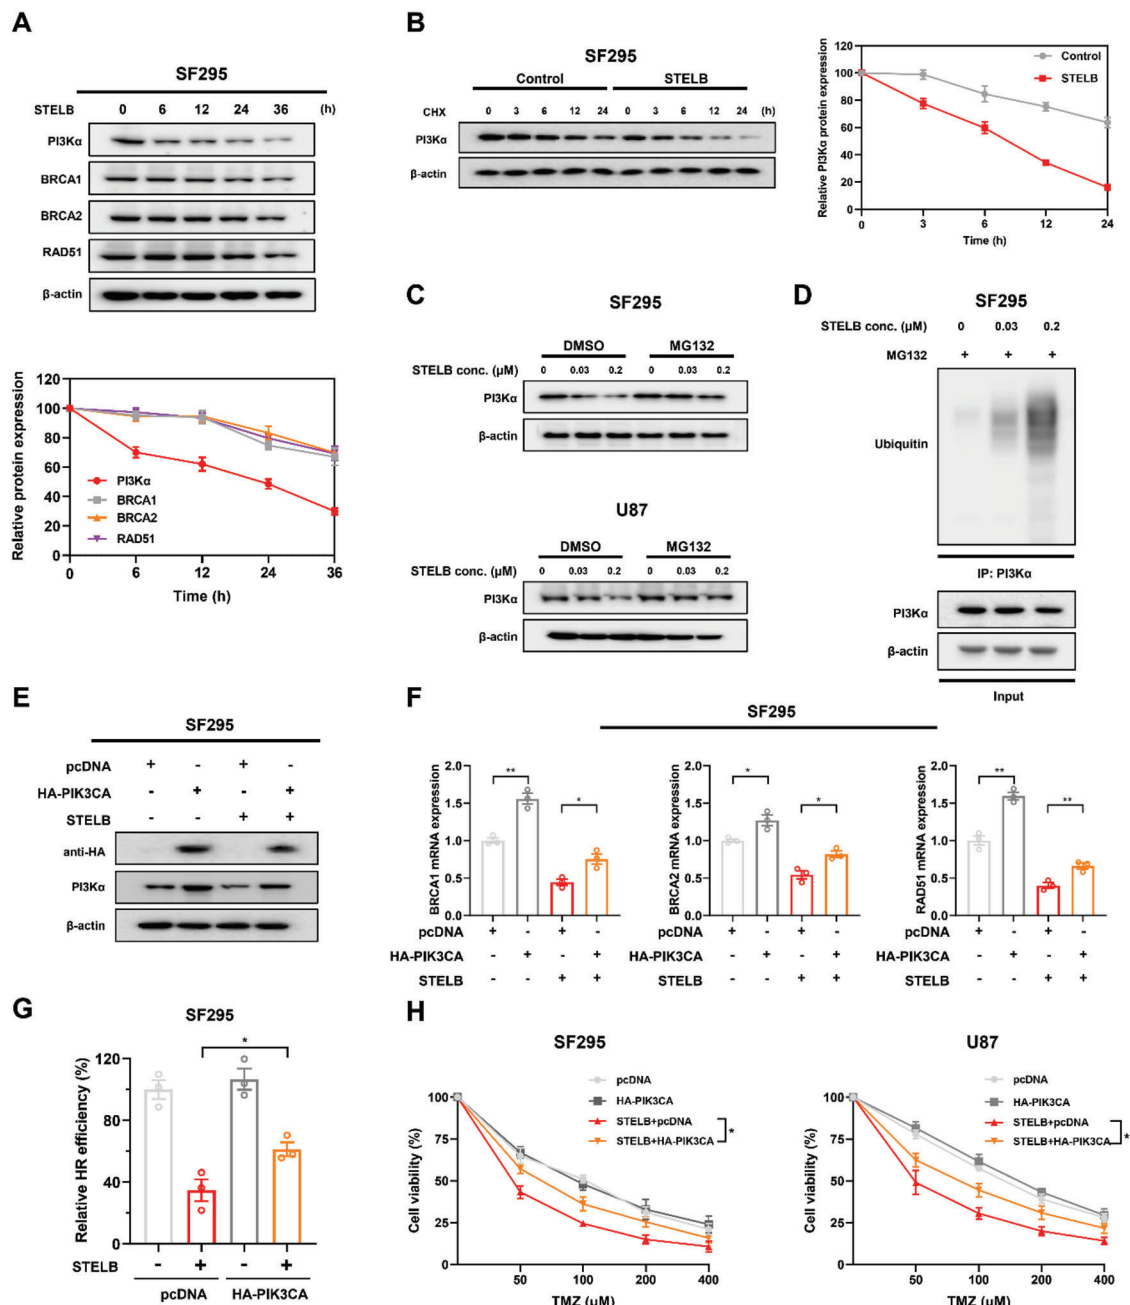 A
SF295
STELB 0 6 12 24 36 (h)
PI3Kα
BRCA1
BRCA2
RAD51
β-actin
Relative protein expression
120
100
80
60
40
20
0
PI3Kα
BRCA1
BRCA2
RAD51
0 6 12 24 36
Time (h)
B
SF295
Control STELB
CHX 0 3 6 12 24 0 3 6 12 24 (h)
PI3Kα
β-actin
Relative PI3Kα protein expression
120
100
80
60
40
20
0
Control
STELB
0 3 6 12 24
Time (h)
C
SF295
DMSO MG132
STELB conc. (μM) 0 0.03 0.2 0 0.03 0.2
PI3Kα
β-actin
U87
DMSO MG132
STELB conc. (μM) 0 0.03 0.2 0 0.03 0.2
PI3Kα
β-actin
D
SF295
STELB conc. (μM) 0 0.03 0.2
MG132 + + +
Ubiquitin
IP: PI3Kα
PI3Kα
β-actin
Input
E
SF295
pcDNA + - + -
HA-PIK3CA - + - +
STELB - - + +
anti-HA
PI3Kα
β-actin
F
SF295
BRCA1 mRNA expression
2.0
1.5
1.0
0.5
0.0
** *
pcDNA + - + -
HA-PIK3CA - + - +
STELB - - + +
BRCA2 mRNA expression
2.0
1.5
1.0
0.5
0.0
* *
pcDNA + - + -
HA-PIK3CA - + - +
STELB - - + +
RAD51 mRNA expression
2.0
1.5
1.0
0.5
0.0
** **
pcDNA + - + -
HA-PIK3CA - + - +
STELB - - + +
G
SF295
Relative HR efficiency (%)
120
80
40
0
*
STELB - + - +
pcDNA HA-PIK3CA
H
SF295
Cell viability (%)
100
75
50
25
0
pcDNA
HA-PIK3CA
STELB+pcDNA
STELB+HA-PIK3CA
*
50 100 200 400
TMZ (μM)
U87
Cell viability (%)
100
75
50
25
0
pcDNA
HA-PIK3CA
STELB+pcDNA
STELB+HA-PIK3CA
*
50 100 200 400
TMZ (μM)